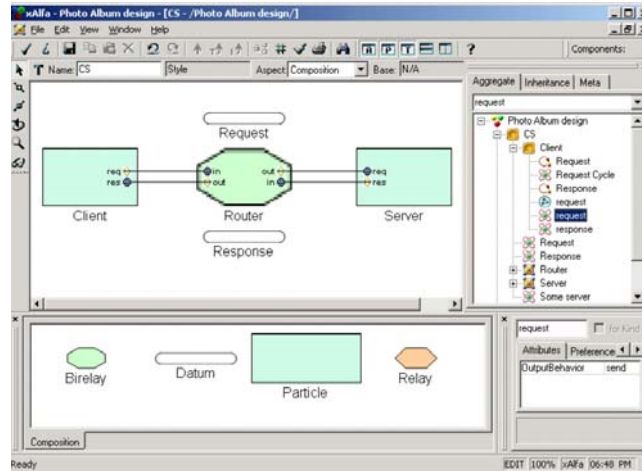 xAlfa - Photo Album design - [CS - /Photo Album design/]
File Edit View Window Help
R P T ? Components:
T Name: CS Style Aspect: Composition Base: N/A
Aggregate Inheritance Meta
request
Photo Album design
CS
Client
Request
Request Cycle
Response
request
request
response
Request
Response
Router
Server
Some server
Request
req in out req
res out in res
Client Router Server
Response
Birelay Datum Particle Relay
Composition
request for Kind
Attributes Preference
OutputBehavior send
Ready EDIT 100% xAlfa 06:48 PM